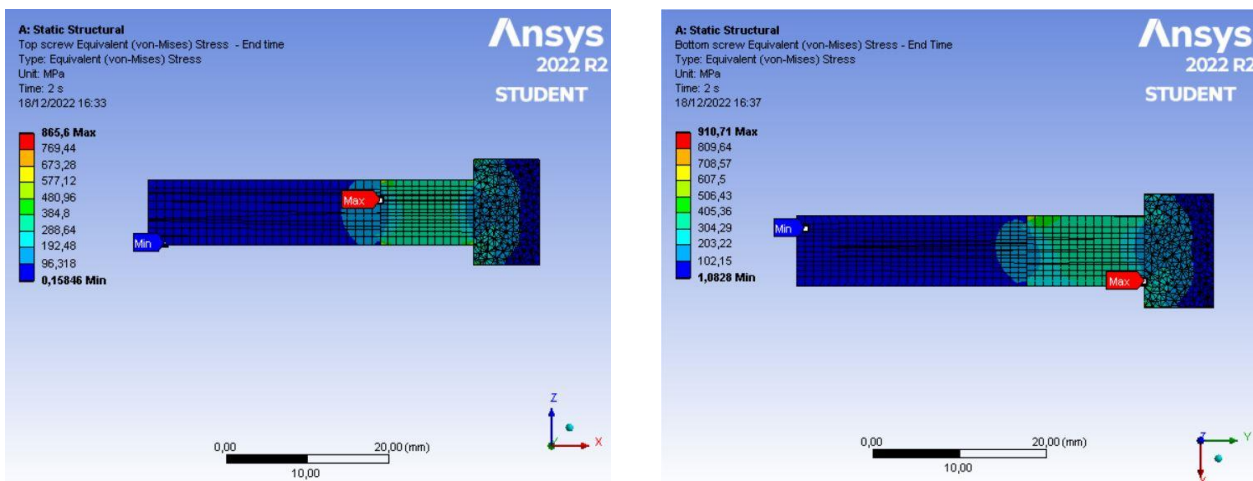 A: Static Structural
Top screw Equivalent (von-Mises) Stress - End time
Type: Equivalent (von-Mises) Stress
Unit: MPa
Time: 2 s
18/12/2022 16:33
Ansys
2022 R2
STUDENT
865,6 Max
769,44
673,28
577,12
480,96
384,8
288,64
192,48
96,318
0,15846 Min
Max
Min
Z
X
0,00
20,00 (mm)
10,00
A: Static Structural
Bottom screw Equivalent (von-Mises) Stress - End Time
Type: Equivalent (von-Mises) Stress
Unit: MPa
Time: 2 s
18/12/2022 16:37
Ansys
2022 R2
STUDENT
910,71 Max
809,64
708,57
607,5
506,43
405,36
304,29
203,22
102,15
1,0828 Min
Min
Max
0,00
20,00 (mm)
10,00
Z
Y